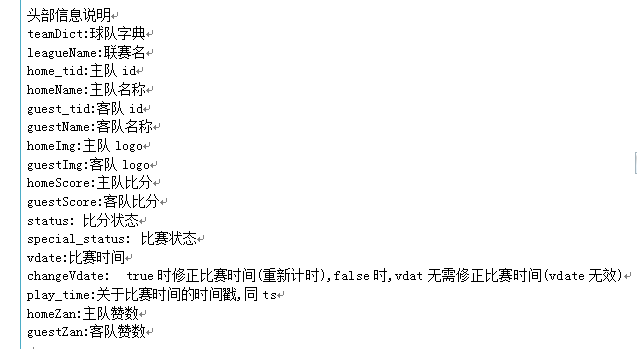 头部信息说明
teamDict:球队字典
leagueName:联赛名
home_tid:主队 id
homeName:主队名称
guest_tid:客队 id
guestName:客队名称
homeImg:主队 logo
guestImg:客队 logo
homeScore:主队比分
guestScore:客队比分
status: 比分状态
special_status: 比赛状态
vdate:比赛时间
changeVdate: true 时修正比赛时间(重新计时),false 时,vdat 无需修正比赛时间(vdate 无效)
play_time:关于比赛时间的时间戳,同 ts
homeZan:主队赞数
guestZan:客队赞数